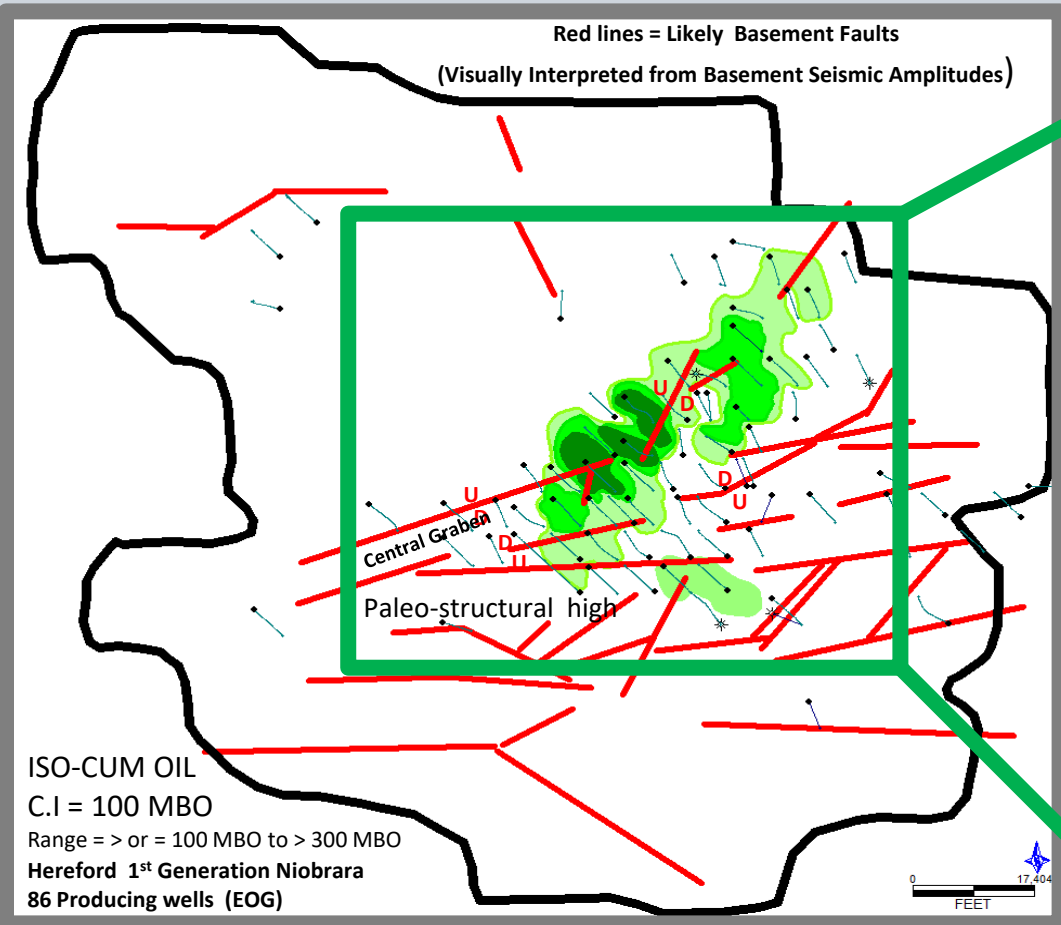 Red lines = Likely Basement Faults
(Visually Interpreted from Basement Seismic Amplitudes)
U
D
U
D
D
U
Central Graben
D
U
Paleo-structural high
ISO-CUM OIL
C.I = 100 MBO
Range = > or = 100 MBO to > 300 MBO
Hereford 1st Generation Niobrara
86 Producing wells (EOG)
0 17,404
FEET